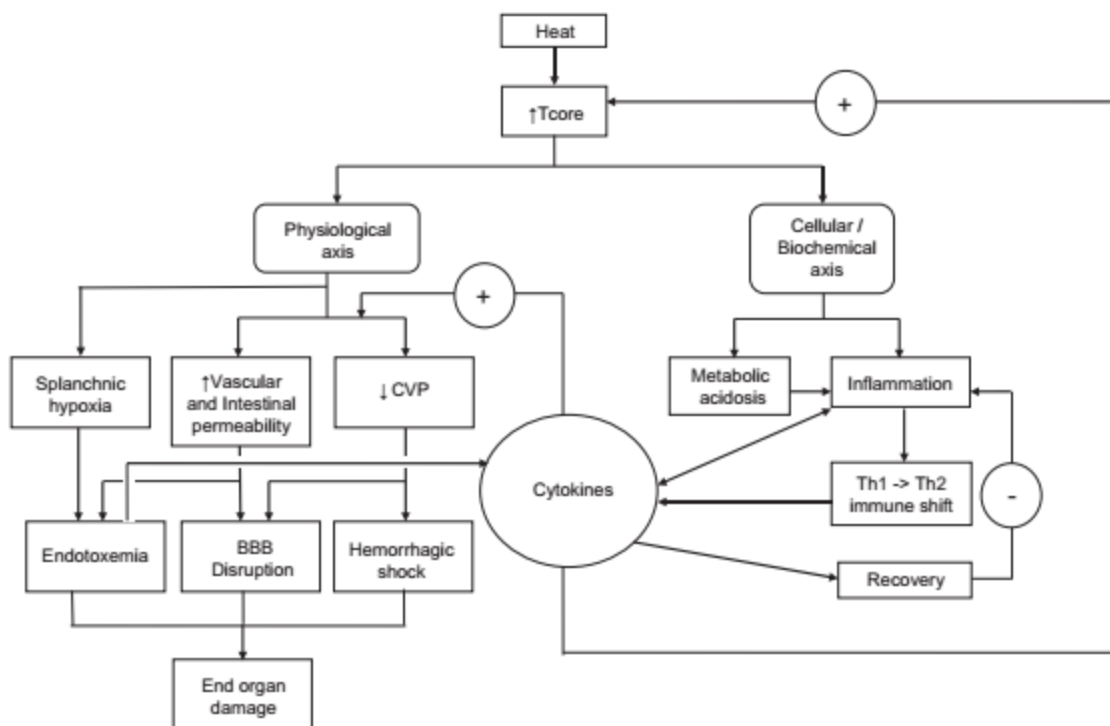 Heat
↑Tcore
+
Physiological
axis
Cellular /
Biochemical
axis
+
Splanchnic
hypoxia
↑Vascular
and Intestinal
permeability
↓ CVP
Metabolic
acidosis
Inflammation
Cytokines
Th1 -> Th2
immune shift
-
Endotoxemia
BBB
Disruption
Hemorrhagic
shock
Recovery
End organ
damage